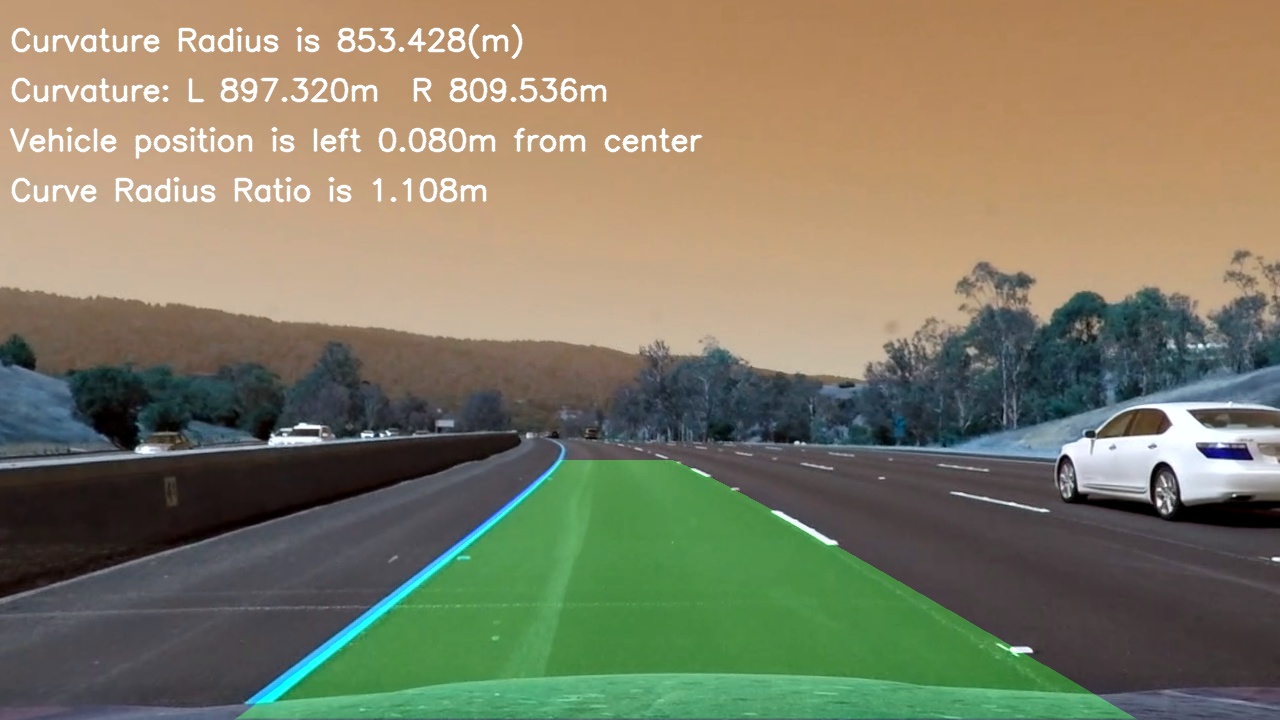 Curvature Radius is 853.428(m)
Curvature: L 897.320m R 809.536m
Vehicle position is left 0.080m from center
Curve Radius Ratio is 1.108m